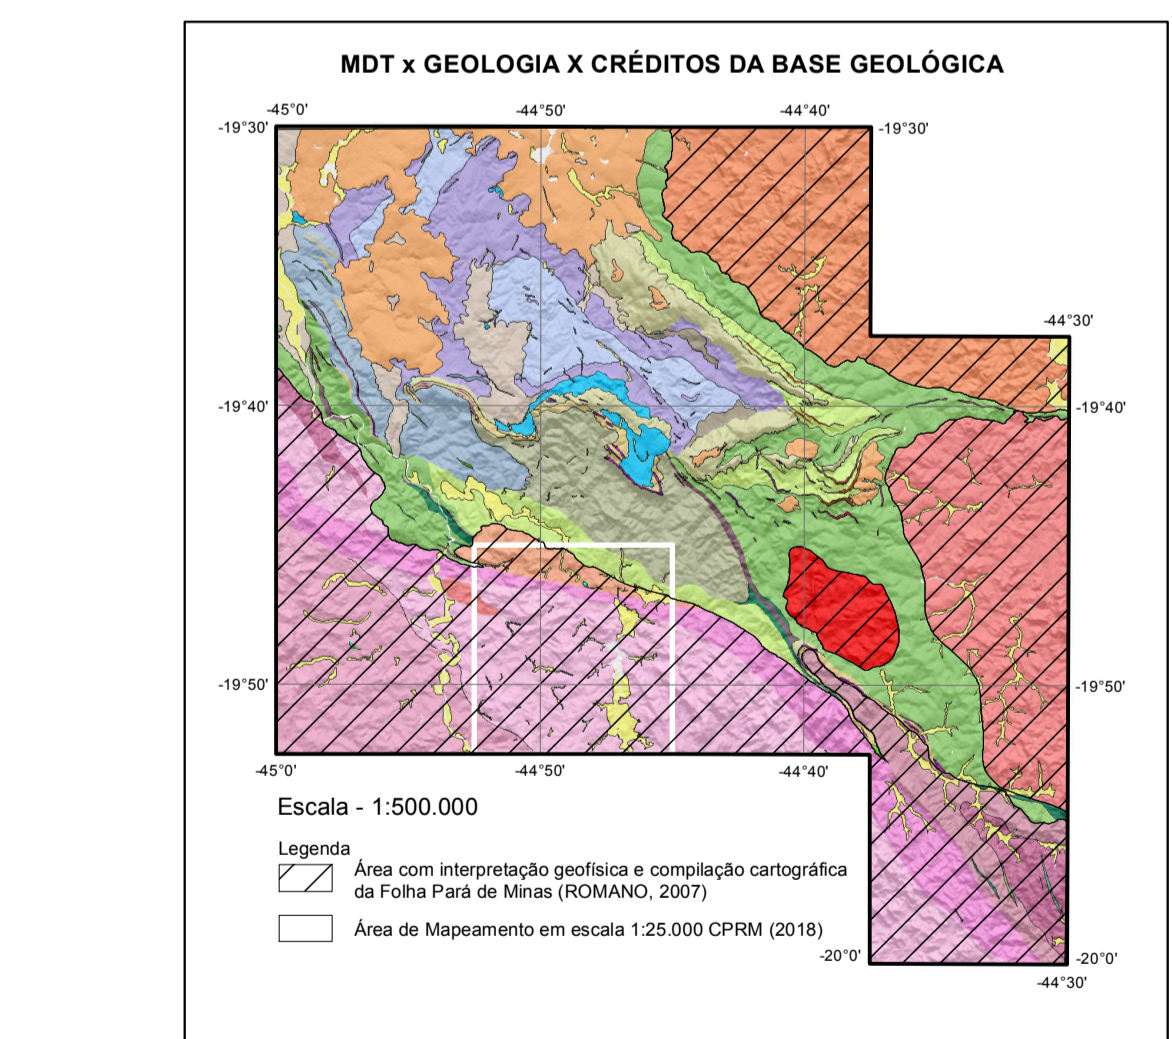 MDT x GEOLOGIA X CRÉDITOS DA BASE GEOLÓGICA
-45°0' -44°50' -44°40'
-19°30' -19°30'
-44°30'
-19°40' -19°40'
-19°50' -19°50'
-45°0' -44°50' -44°40'
Escala - 1:500.000
Legenda
Área com interpretação geofísica e compilação cartográfica
da Folha Pará de Minas (ROMANO, 2007)
Área de Mapeamento em escala 1:25.000 CPRM (2018)
-20°0' -20°0'
-44°30'